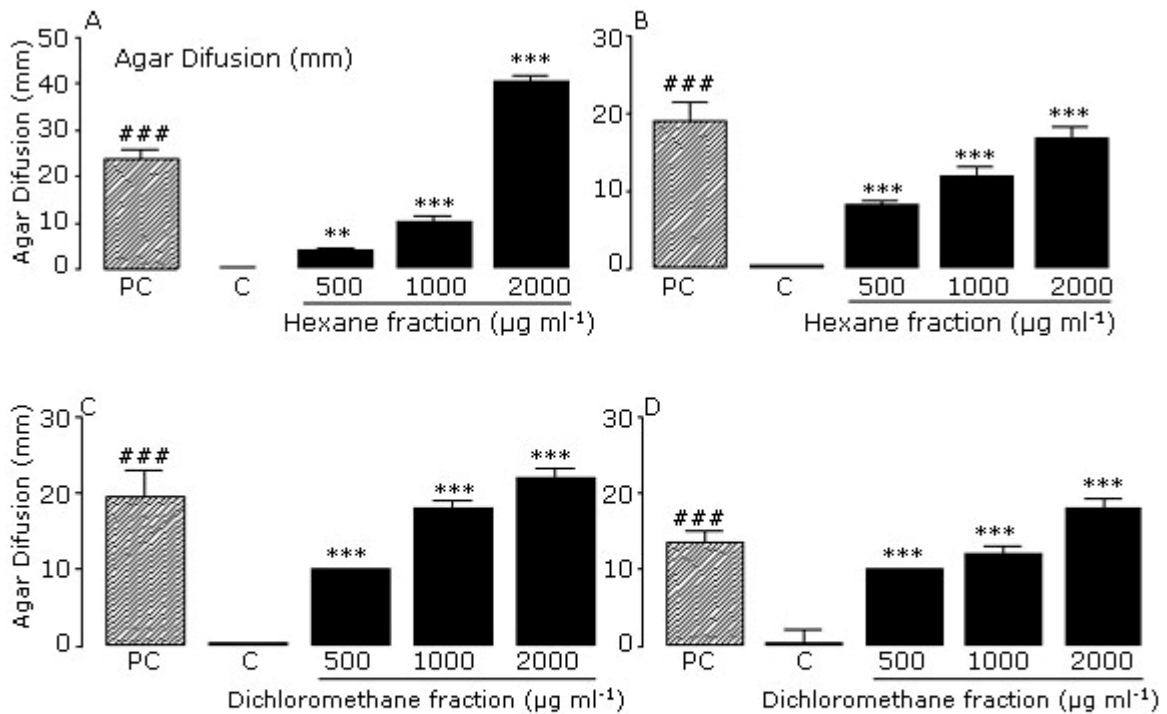 A
Agar Difusion (mm)
50
40
30
20
10
0
Agar Difusion (mm)
###
**
***
***
PC C 500 1000 2000
Hexane fraction (µg ml⁻¹)
B
30
20
10
0
###
***
***
***
PC C 500 1000 2000
Hexane fraction (µg ml⁻¹)
C
Agar Difusion (mm)
30
20
10
0
###
***
***
***
PC C 500 1000 2000
Dichloromethane fraction (µg ml⁻¹)
D
30
20
10
0
###
***
***
***
PC C 500 1000 2000
Dichloromethane fraction (µg ml⁻¹)